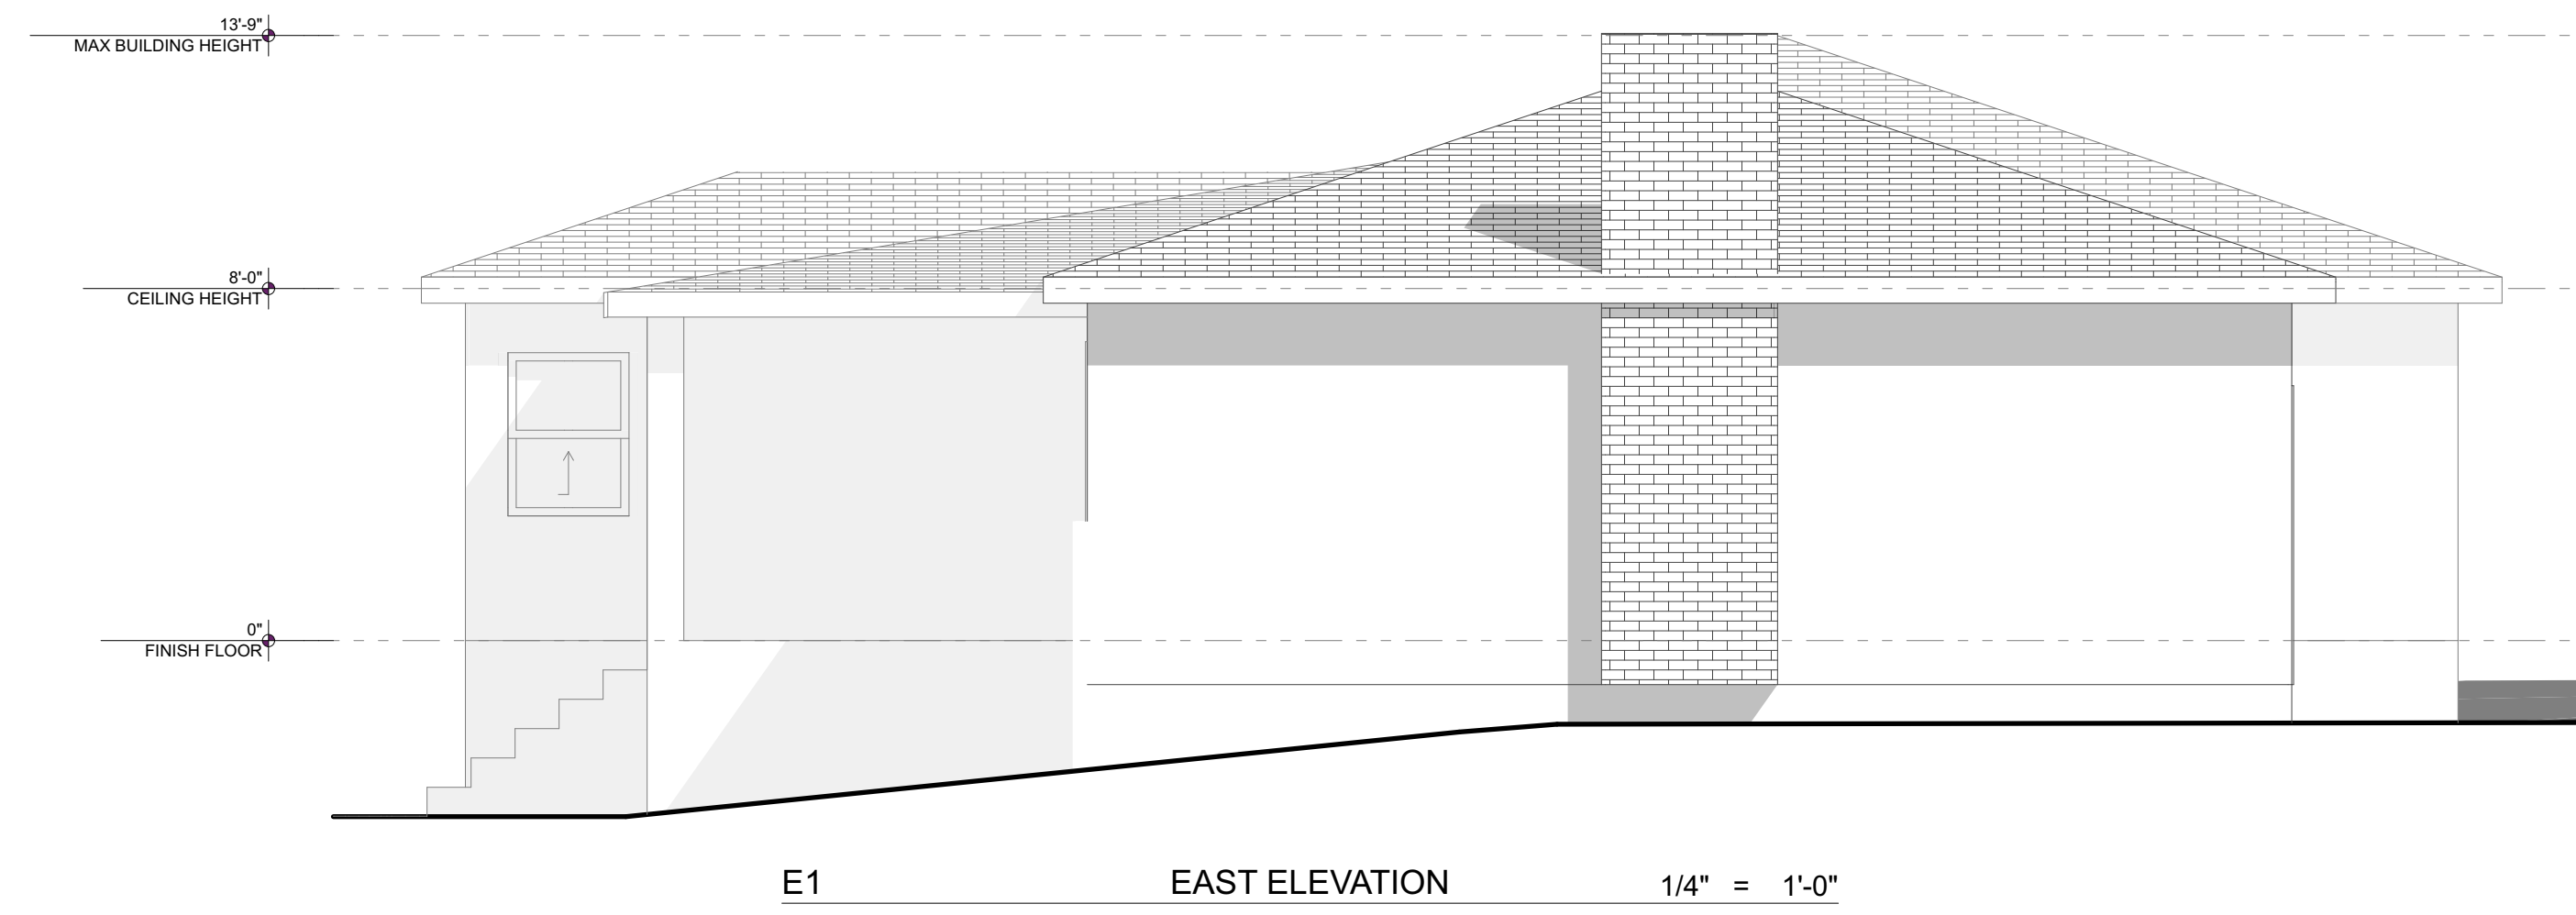 13'-9"
MAX BUILDING HEIGHT
8'-0"
CEILING HEIGHT
0"
FINISH FLOOR
E1 EAST ELEVATION 1/4" = 1'-0"